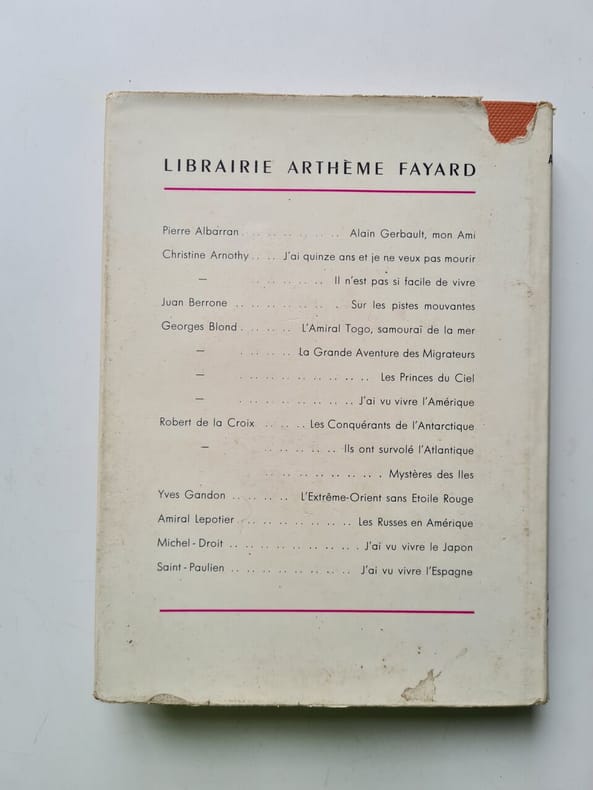 LIBRAIRIE ARTHÈME FAYARD
Pierre Albarran . . . . . . . . . . . . Alain Gerbault, mon Ami
Christine Arnothy . . . . J'ai quinze ans et je ne veux pas mourir
— . . . . . . . . . Il n'est pas si facile de vivre
Juan Berrone . . . . . . . . . . . . Sur les pistes mouvantes
Georges Blond . . . . . . . L'Amiral Togo, samouraï de la mer
— . . . . . . . La Grande Aventure des Migrateurs
— . . . . . . . . . . . . . . . Les Princes du Ciel
— . . . . . . . . . . . . . . J'ai vu vivre l'Amérique
Robert de la Croix . . . . . Les Conquérants de l'Antarctique
— . . . . . . . . . Ils ont survolé l'Atlantique
. . . . . . . . . . . . . Mystères des Iles
Yves Gandon . . . . . . . . L'Extrême-Orient sans Etoile Rouge
Amiral Lepotier . . . . . . . . . . . . . . Les Russes en Amérique
Michel-Droit . . . . . . . . . . . . . . . . J'ai vu vivre le Japon
Saint-Paulien . . . . . . . . . . . . . . . J'ai vu vivre l'Espagne
A